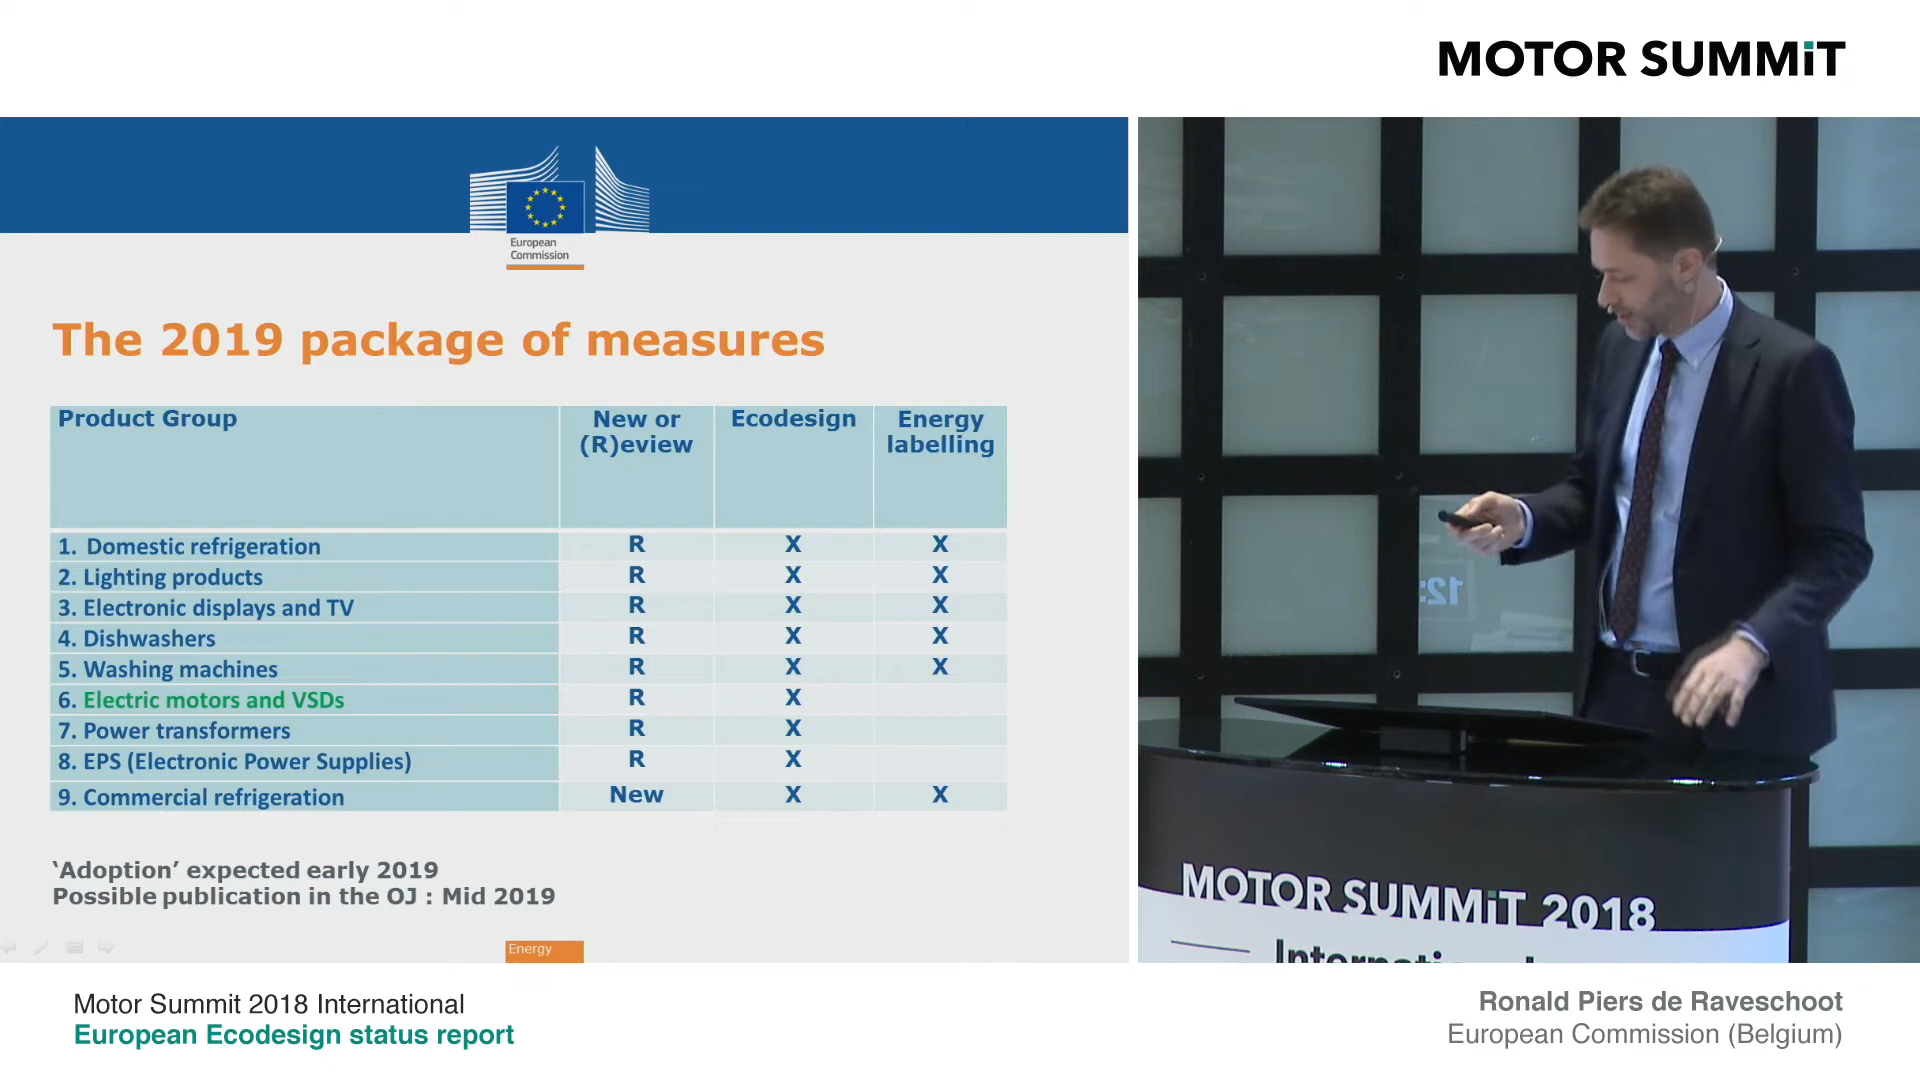 MOTOR SUMMiT
European
Commission
The 2019 package of measures
Product Group New or Ecodesign Energy
(R)eview labelling
1. Domestic refrigeration R X X
2. Lighting products R X X
3. Electronic displays and TV R X X
4. Dishwashers R X X
5. Washing machines R X X
6. Electric motors and VSDs R X
7. Power transformers R X
8. EPS (Electronic Power Supplies) R X
9. Commercial refrigeration New X X
‘Adoption’ expected early 2019
Possible publication in the OJ : Mid 2019
Energy
12:
MOTOR SUMMiT 2018
International
Motor Summit 2018 International
European Ecodesign status report
Ronald Piers de Raveschoot
European Commission (Belgium)